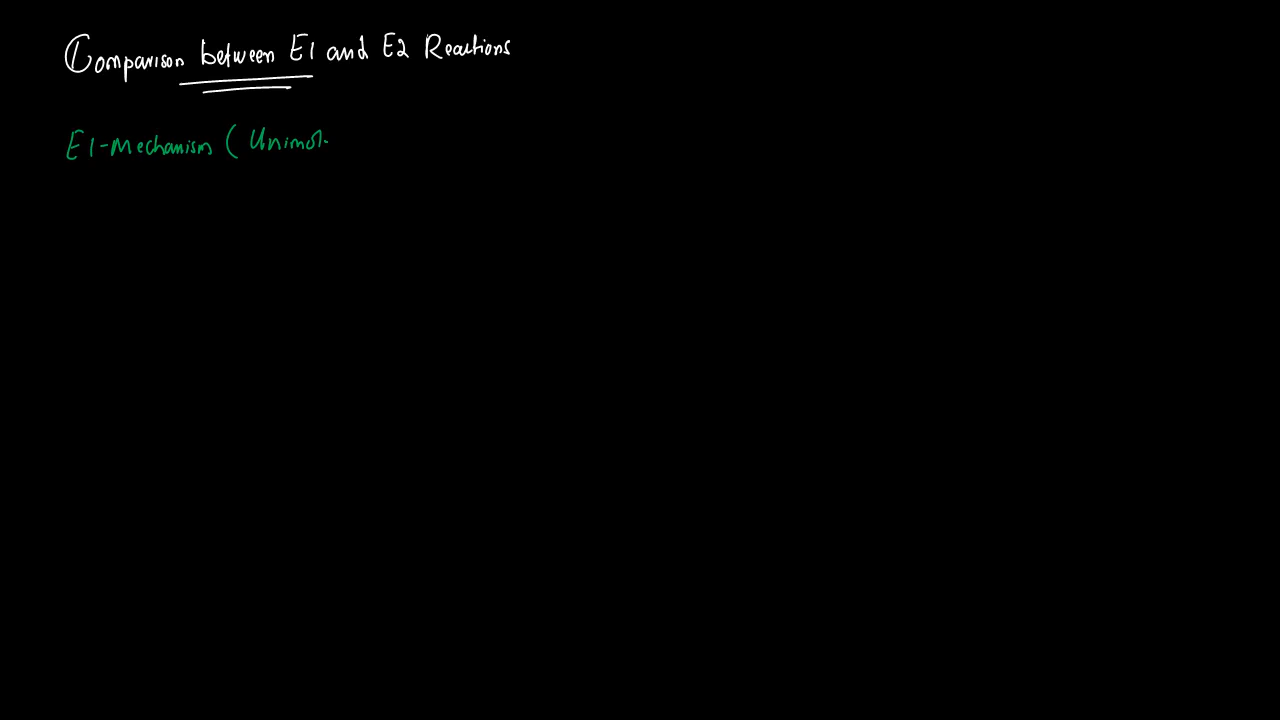 Comparison between E1 and E2 Reactions
E1-Mechanism ( Unimol